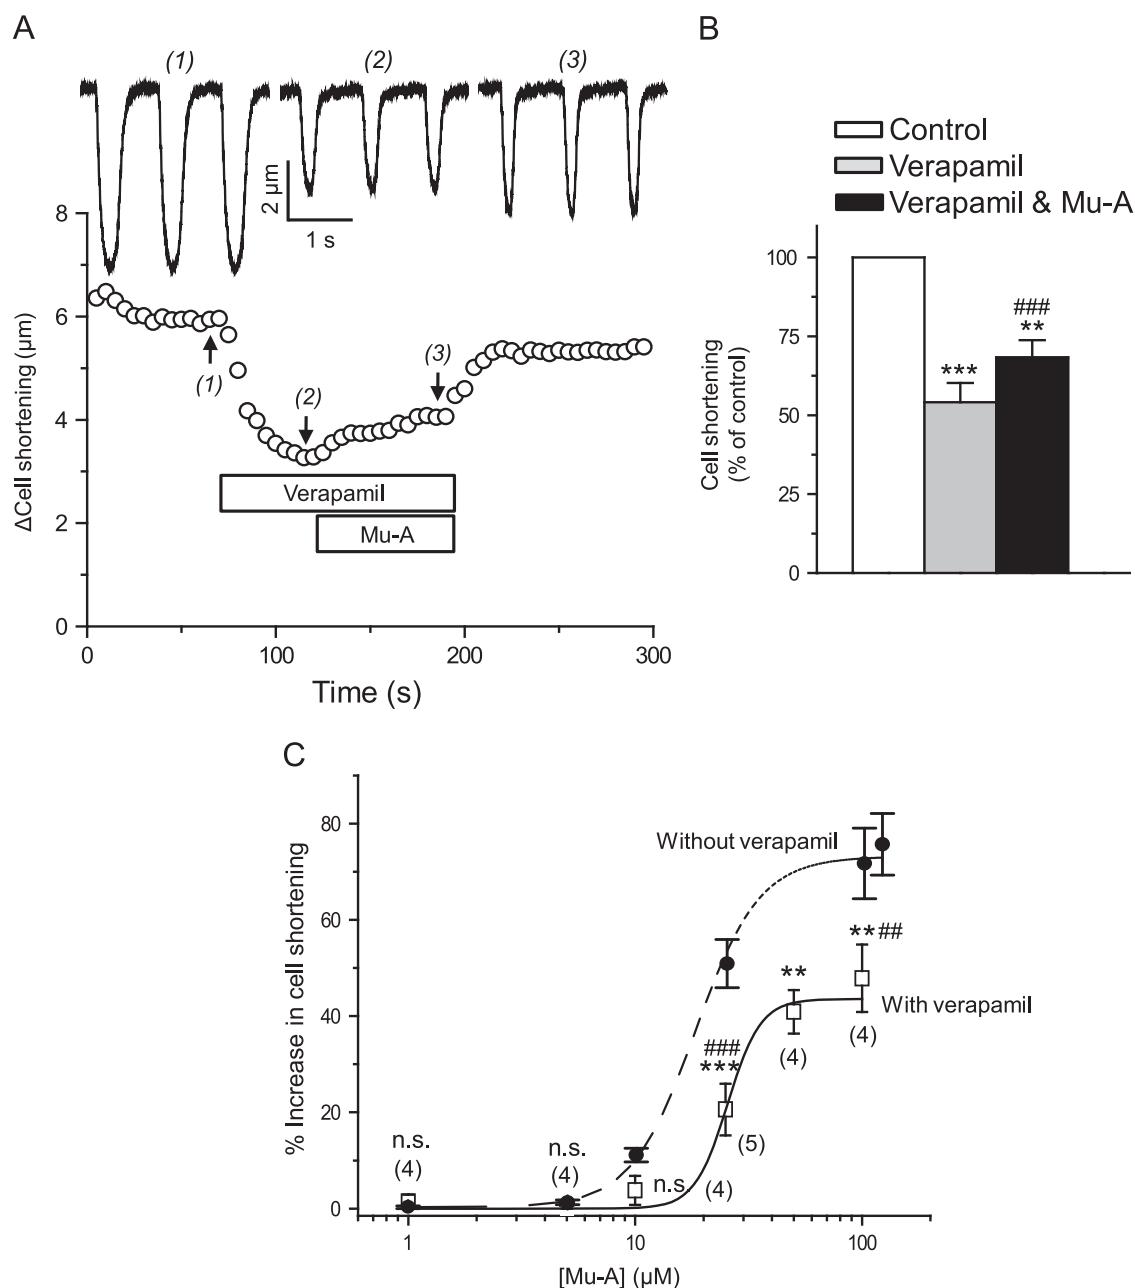 A
(1)
(2)
(3)
2 µm
1 s
8
6
4
2
0
ΔCell shortening (µm)
(1)
(2)
(3)
Verapamil
Mu-A
0
100
200
300
Time (s)
B
Control
Verapamil
Verapamil & Mu-A
100
75
50
25
0
Cell shortening
(% of control)
***
###
**
C
80
60
40
20
0
% Increase in cell shortening
Without verapamil
With verapamil
n.s.
(4)
n.s.
(4)
n.s.
(4)
###
***
(5)
**
(4)
**##
(4)
1
10
100
[Mu-A] (µM)